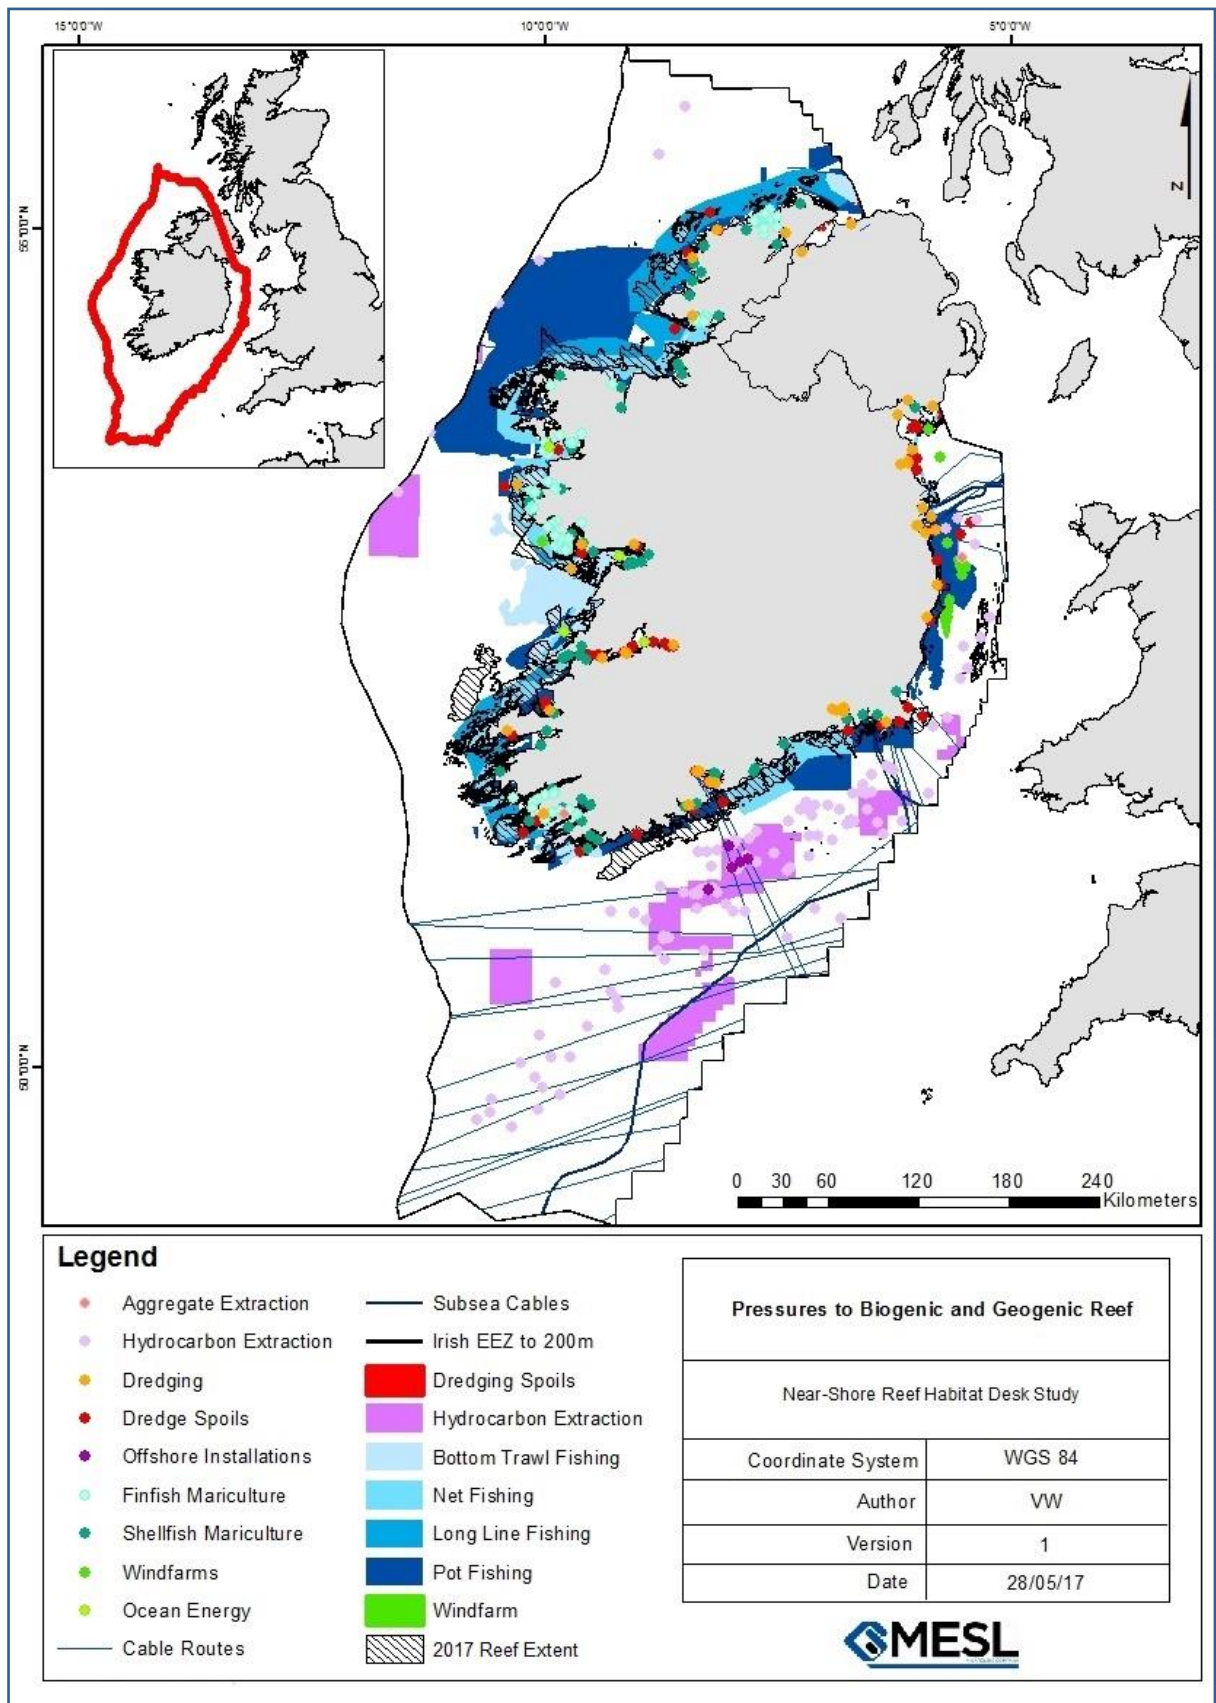 15°0'0"W
10°0'0"W
5°0'0"W
55°0'0"N
50°0'0"N
N
0 30 60 120 180 240
Kilometers
Legend
Aggregate Extraction
Hydrocarbon Extraction
Dredging
Dredge Spoils
Offshore Installations
Finfish Mariculture
Shellfish Mariculture
Windfarms
Ocean Energy
Cable Routes
Subsea Cables
Irish EEZ to 200m
Dredging Spoils
Hydrocarbon Extraction
Bottom Trawl Fishing
Net Fishing
Long Line Fishing
Pot Fishing
Windfarm
2017 Reef Extent
Pressures to Biogenic and Geogenic Reef
Near-Shore Reef Habitat Desk Study
Coordinate System WGS 84
Author VW
Version 1
Date 28/05/17
MESL